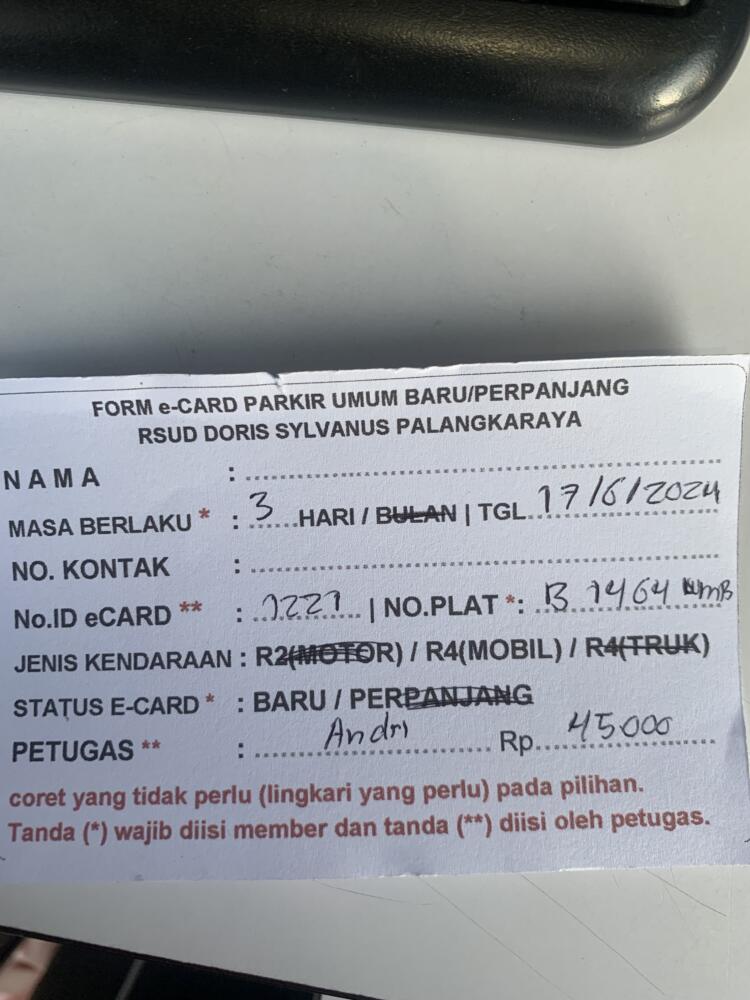 FORM e-CARD PARKIR UMUM BARU/PERPANJANG
RSUD DORIS SYLVANUS PALANGKARAYA
N A M A :
MASA BERLAKU * : 3 HARI / BULAN | TGL 17/6/2024
NO. KONTAK :
No.ID eCARD ** : 1221 | NO.PLAT *: B 1464
JENIS KENDARAAN : R2(MOTOR) / R4(MOBIL) / R4(TRUK)
STATUS E-CARD * : BARU / PERPANJANG
PETUGAS ** : Andri Rp. 45000
coret yang tidak perlu (lingkari yang perlu) pada pilihan.
Tanda (*) wajib diisi member dan tanda (**) diisi oleh petugas.